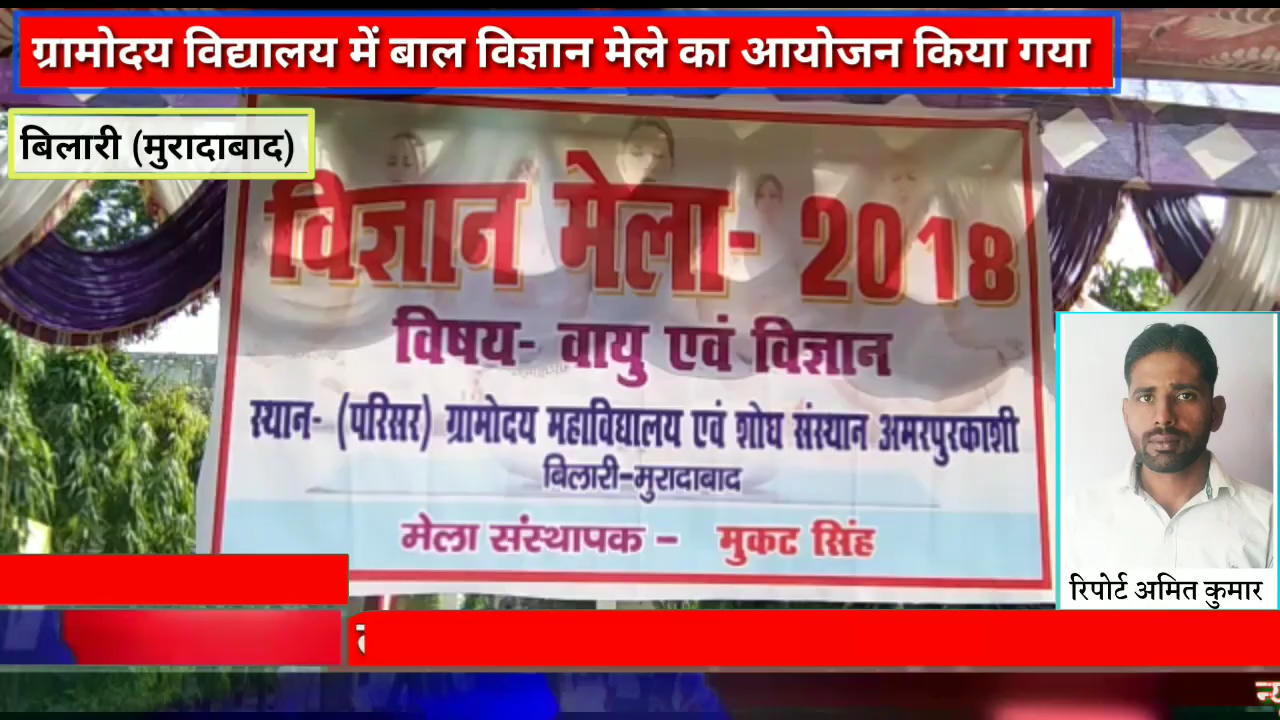 ग्रामोदय विद्यालय में बाल विज्ञान मेले का आयोजन किया गया
बिलारी (मुरादाबाद)
विज्ञान मेला- 2018
विषय- वायु एवं विज्ञान
स्थान- (परिसर) ग्रामोदय महाविद्यालय एवं शोध संस्थान अमरपुरकाशी
बिलारी-मुरादाबाद
मेला संस्थापक - मुकट सिंह
रिपोर्ट अमित कुमार